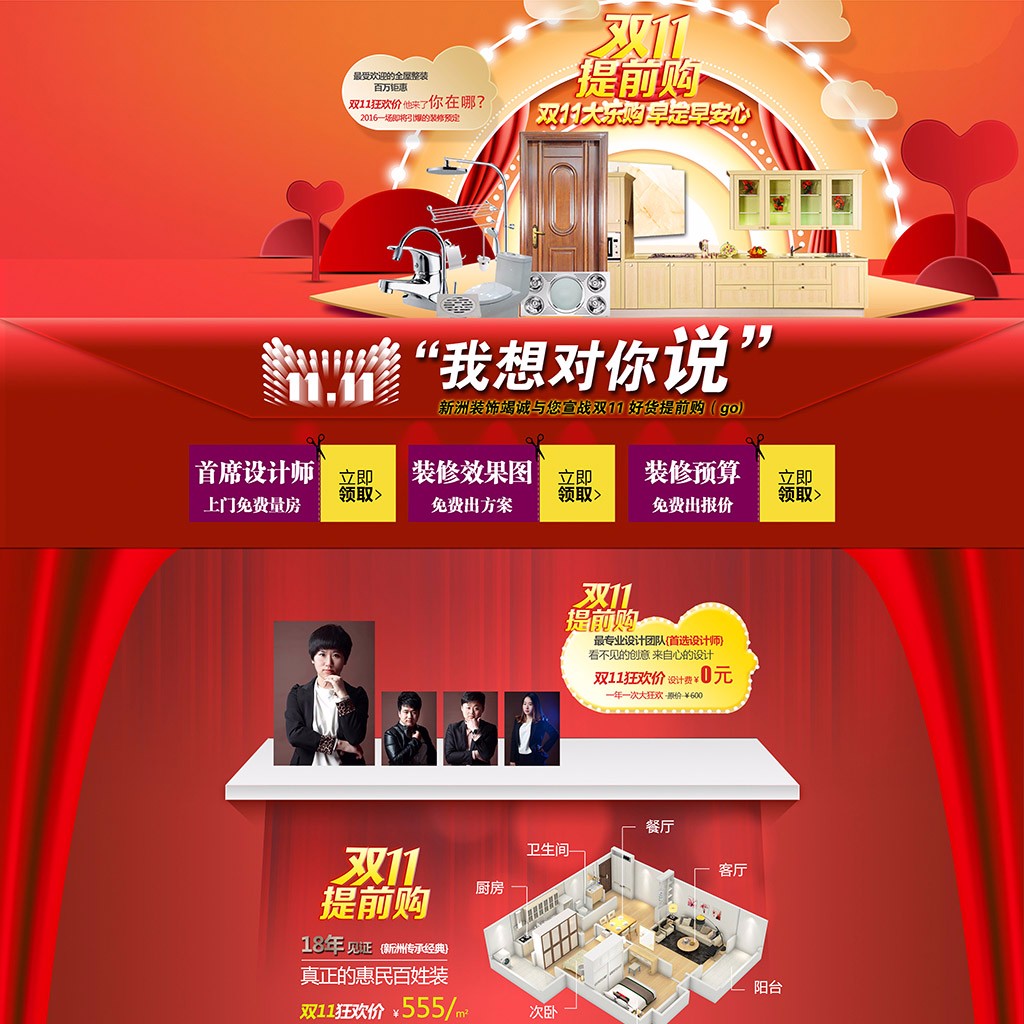 双11
提前购
双11大乐购 早定早安心
最受欢迎的全屋整装
百万钜惠
双11狂欢价 他来了你在哪？
2016一场即将引爆的装修预定
11.11
“我想对你说”
新洲装饰竭诚与您宣战双11 好货提前购（go)
首席设计师
上门免费量房
立即
领取>
装修效果图
免费出方案
立即
领取>
装修预算
免费出报价
立即
领取>
双11
提前购
最专业设计团队{首选设计师}
看不见的创意 来自心的设计
双11狂欢价 设计费¥0元
一年一次大狂欢 原价 ¥600
双11
提前购
18年 见证 {新洲传承经典}
真正的惠民百姓装
双11狂欢价 ¥555/m²
餐厅
卫生间
客厅
厨房
阳台
次卧